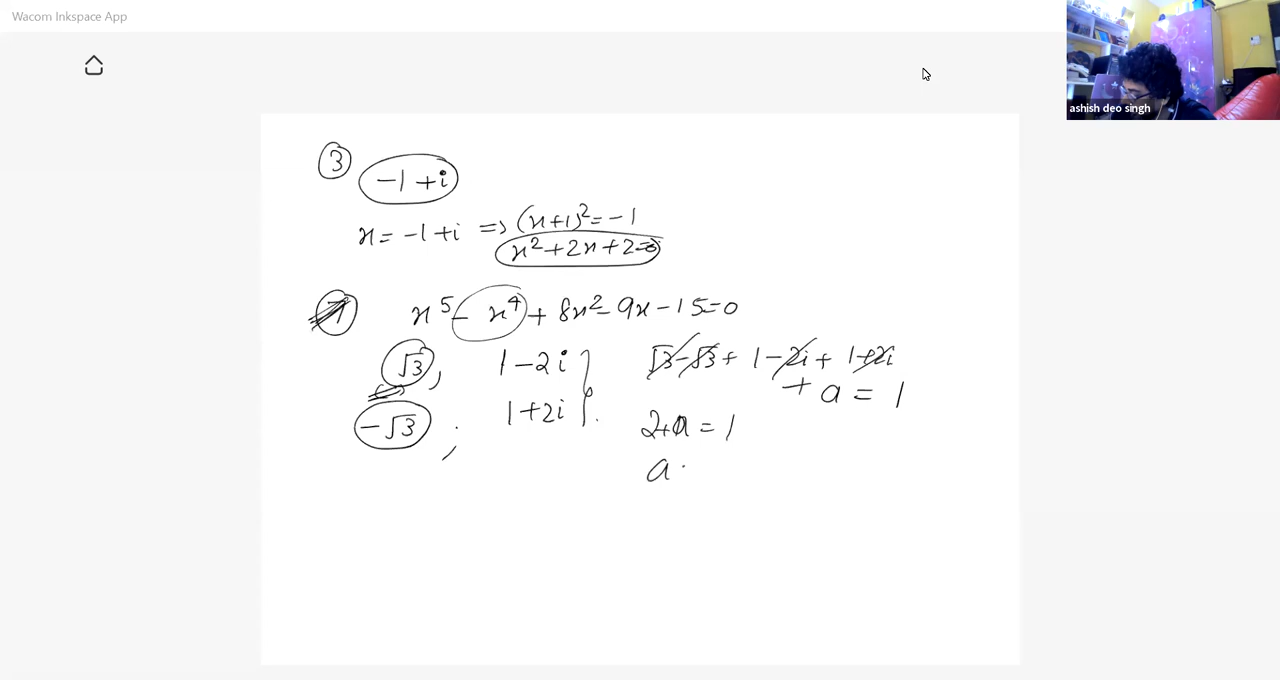 Wacom Inkspace App
ashish deo singh
③ -1+i
x = -1+i => (x+1)² = -1
x²+2x+2=0
x⁵ - x⁴ + 8x² - 9x - 15 = 0
√3, 1-2i } √3 - √3 + 1 - 2i + 1 + 2i
+ a = 1
-√3 ; 1+2i } . 2+a = 1
a